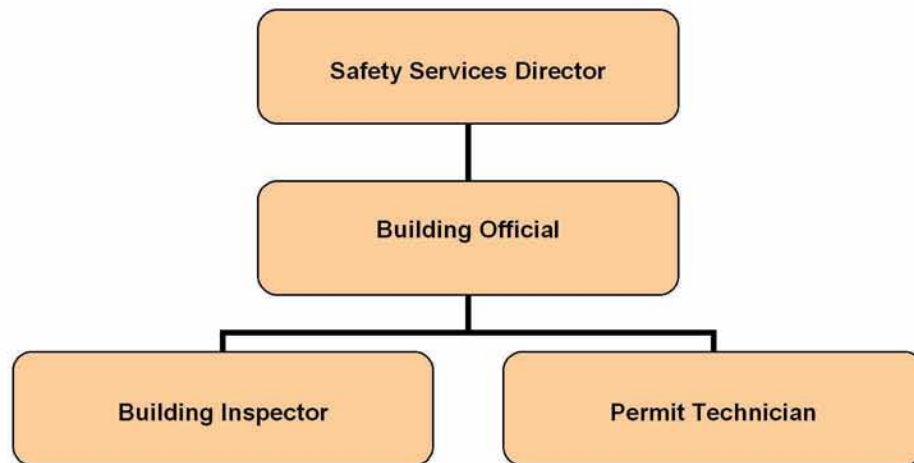 Safety Services Director
Building Official
Building Inspector
Permit Technician